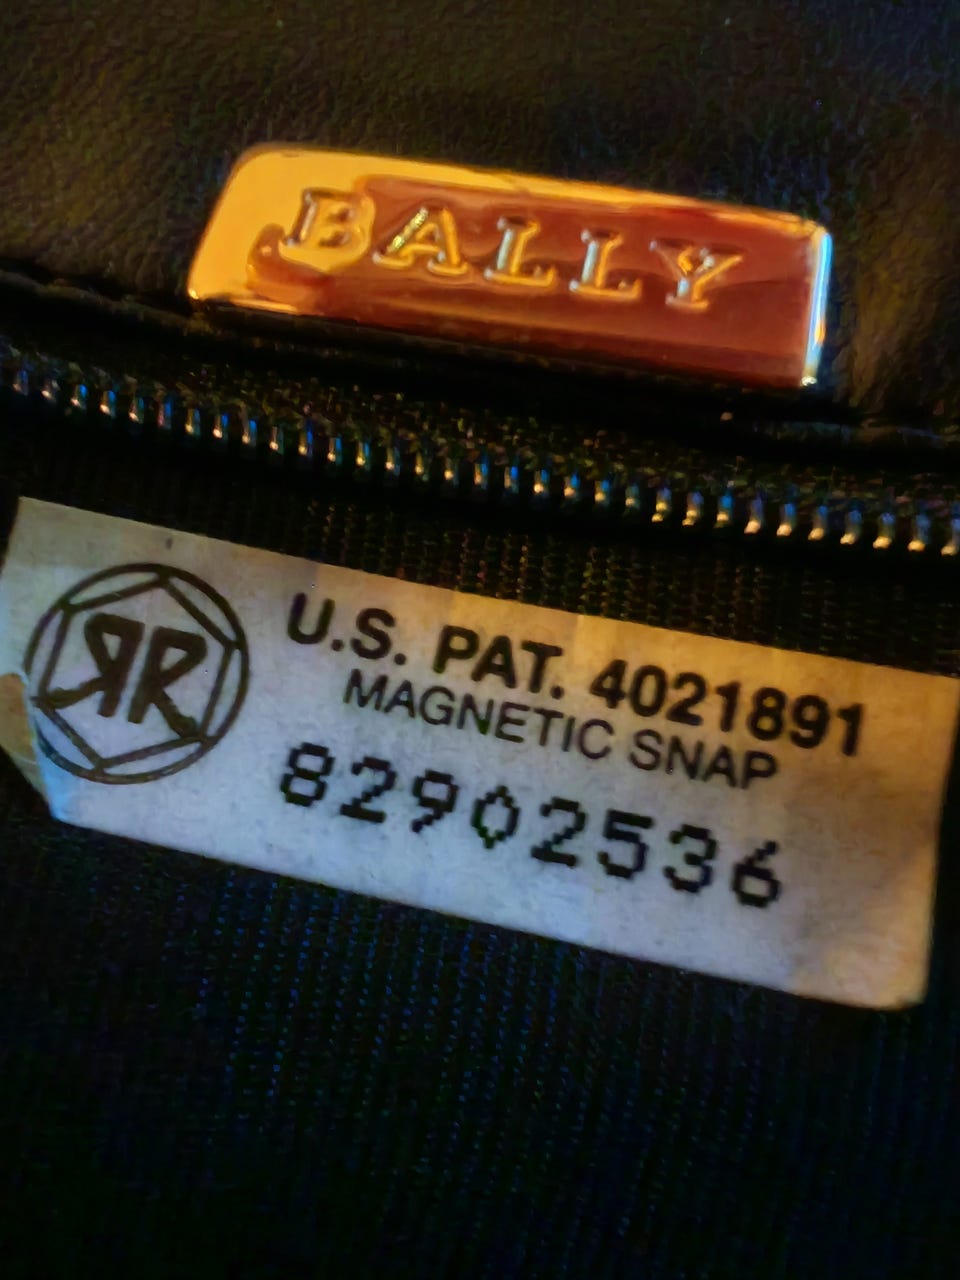 BALLY
RR
U.S. PAT. 4021891
MAGNETIC SNAP
82902536